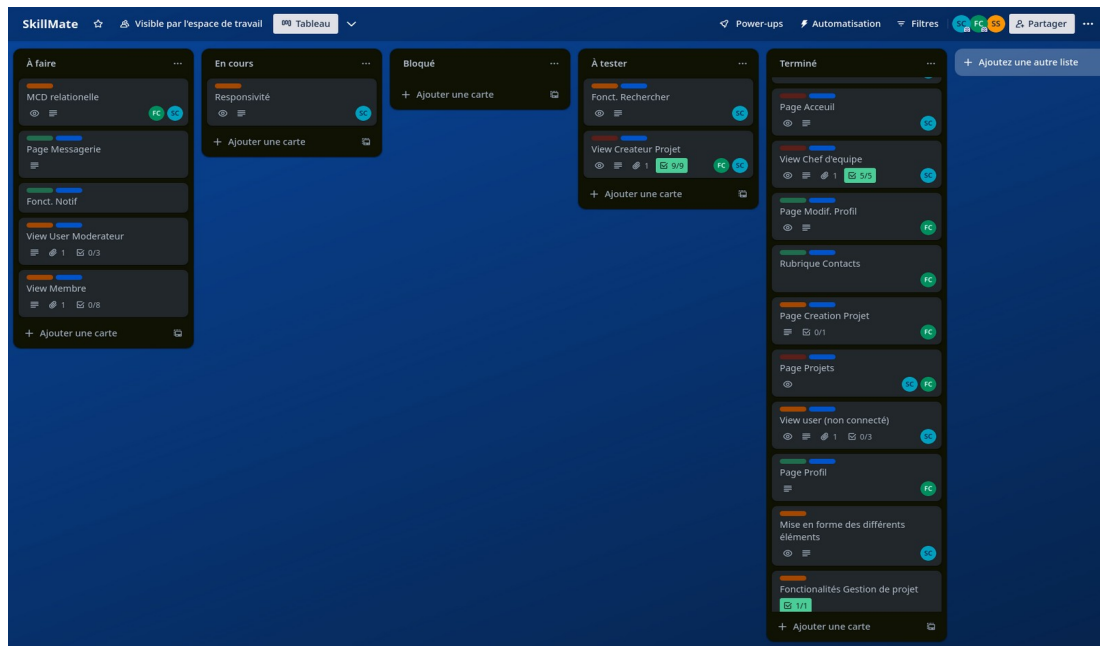 SkillMate
Visible par l'espace de travail
Tableau
Power-ups
Automatisation
Filtres
SC
FC
SS
Partager
À faire
MCD relationelle
FC
SC
Page Messagerie
Fonct. Notif
View User Moderateur
1
0/3
View Membre
1
0/8
+ Ajouter une carte
En cours
Responsivité
SC
+ Ajouter une carte
Bloqué
+ Ajouter une carte
À tester
Fonct. Rechercher
SC
View Createur Projet
1
9/9
FC
SC
+ Ajouter une carte
Terminé
Page Acceuil
SC
View Chef d'equipe
1
5/5
SC
Page Modif. Profil
FC
Rubrique Contacts
FC
Page Creation Projet
0/1
FC
Page Projets
SC
FC
View user (non connecté)
1
0/3
SC
Page Profil
FC
Mise en forme des différents
éléments
SC
Fonctionalités Gestion de projet
1/1
+ Ajouter une carte
+ Ajoutez une autre liste